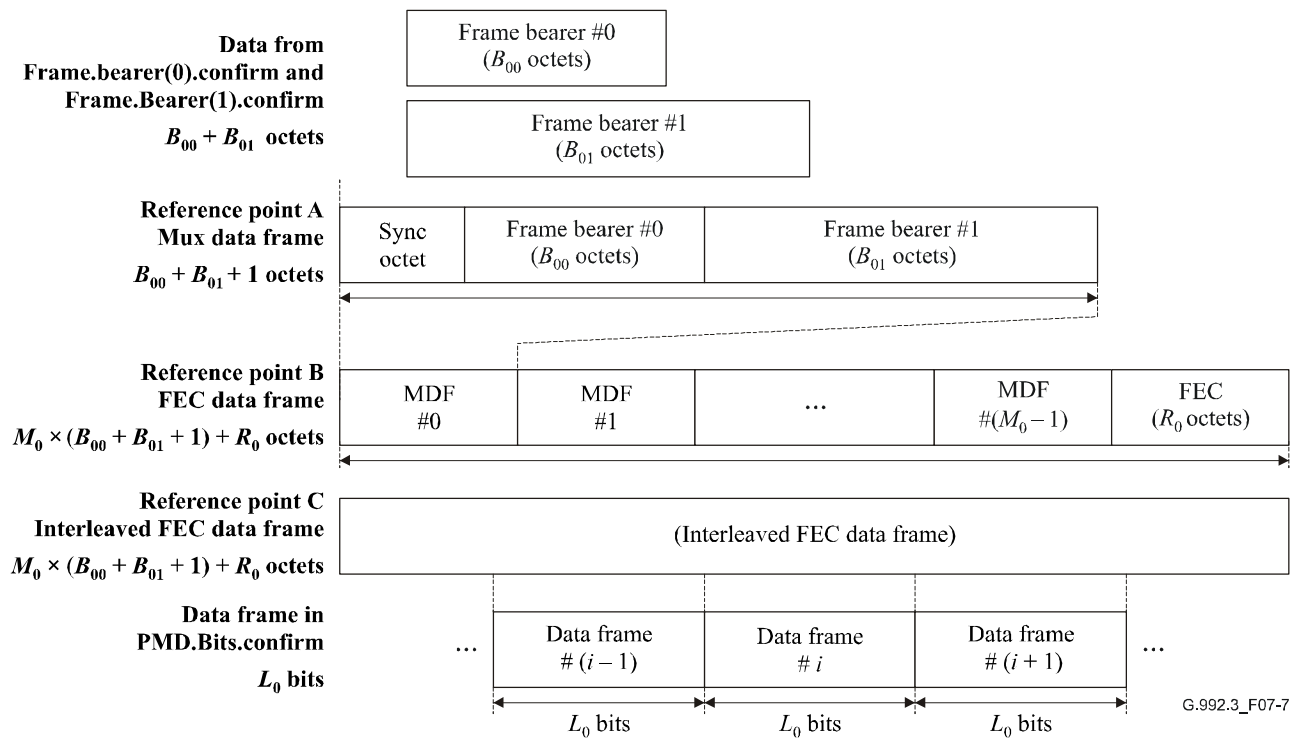 Data from
Frame.bearer(0).confirm and
Frame.Bearer(1).confirm
B00 + B01 octets
Frame bearer #0
(B00 octets)
Frame bearer #1
(B01 octets)
Reference point A
Mux data frame
B00 + B01 + 1 octets
Sync
octet
Frame bearer #0
(B00 octets)
Frame bearer #1
(B01 octets)
Reference point B
FEC data frame
M0 × (B00 + B01 + 1) + R0 octets
MDF
#0
MDF
#1
...
MDF
#(M0 – 1)
FEC
(R0 octets)
Reference point C
Interleaved FEC data frame
M0 × (B00 + B01 + 1) + R0 octets
(Interleaved FEC data frame)
Data frame in
PMD.Bits.confirm
L0 bits
...
Data frame
# (i – 1)
Data frame
# i
Data frame
# (i + 1)
...
L0 bits
L0 bits
L0 bits
G.992.3_F07-7